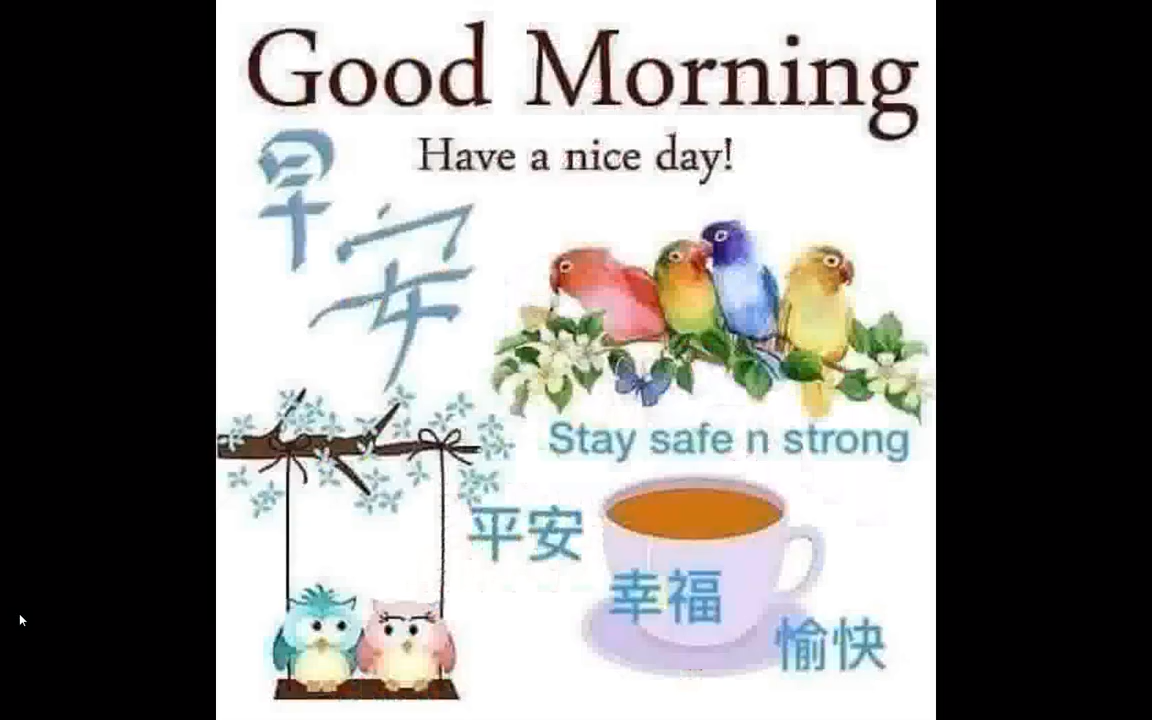 Good Morning
Have a nice day!
早安
Stay safe n strong
平安
幸福
愉快